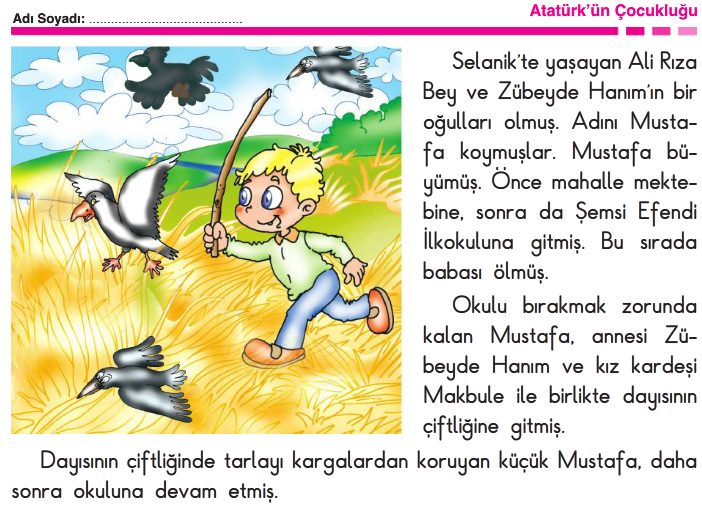 Adı Soyadı: ..........................................
Atatürk'ün Çocukluğu
Selanik'te yaşayan Ali Rıza
Bey ve Zübeyde Hanım'ın bir
oğulları olmuş. Adını Musta-
fa koymuşlar. Mustafa bü-
yümüş. Önce mahalle mekte-
bine, sonra da Şemsi Efendi
İlkokuluna gitmiş. Bu sırada
babası ölmüş.
Okulu bırakmak zorunda
kalan Mustafa, annesi Zü-
beyde Hanım ve kız kardeşi
Makbule ile birlikte dayısının
çiftliğine gitmiş.
Dayısının çiftliğinde tarlayı kargalardan koruyan küçük Mustafa, daha
sonra okuluna devam etmiş.